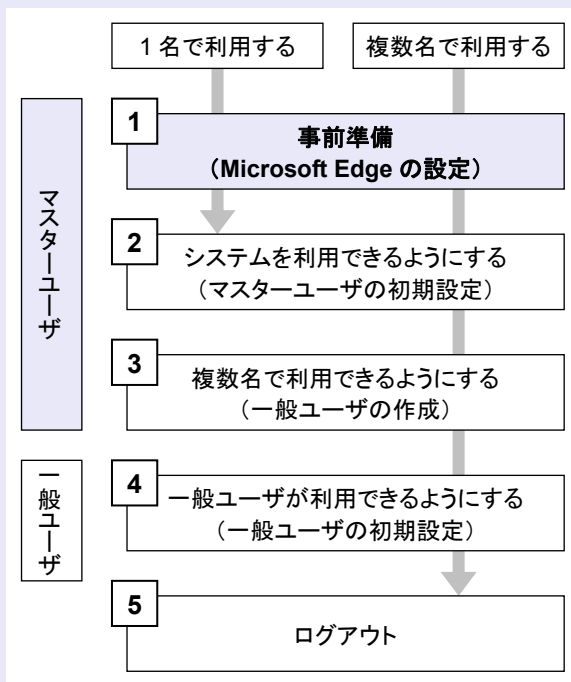 1 名で利用する
複数名で利用する
マスターユーザ
1
事前準備
（Microsoft Edge の設定）
2
システムを利用できるようにする
（マスターユーザの初期設定）
3
複数名で利用できるようにする
（一般ユーザの作成）
一般ユーザ
4
一般ユーザが利用できるようにする
（一般ユーザの初期設定）
5
ログアウト